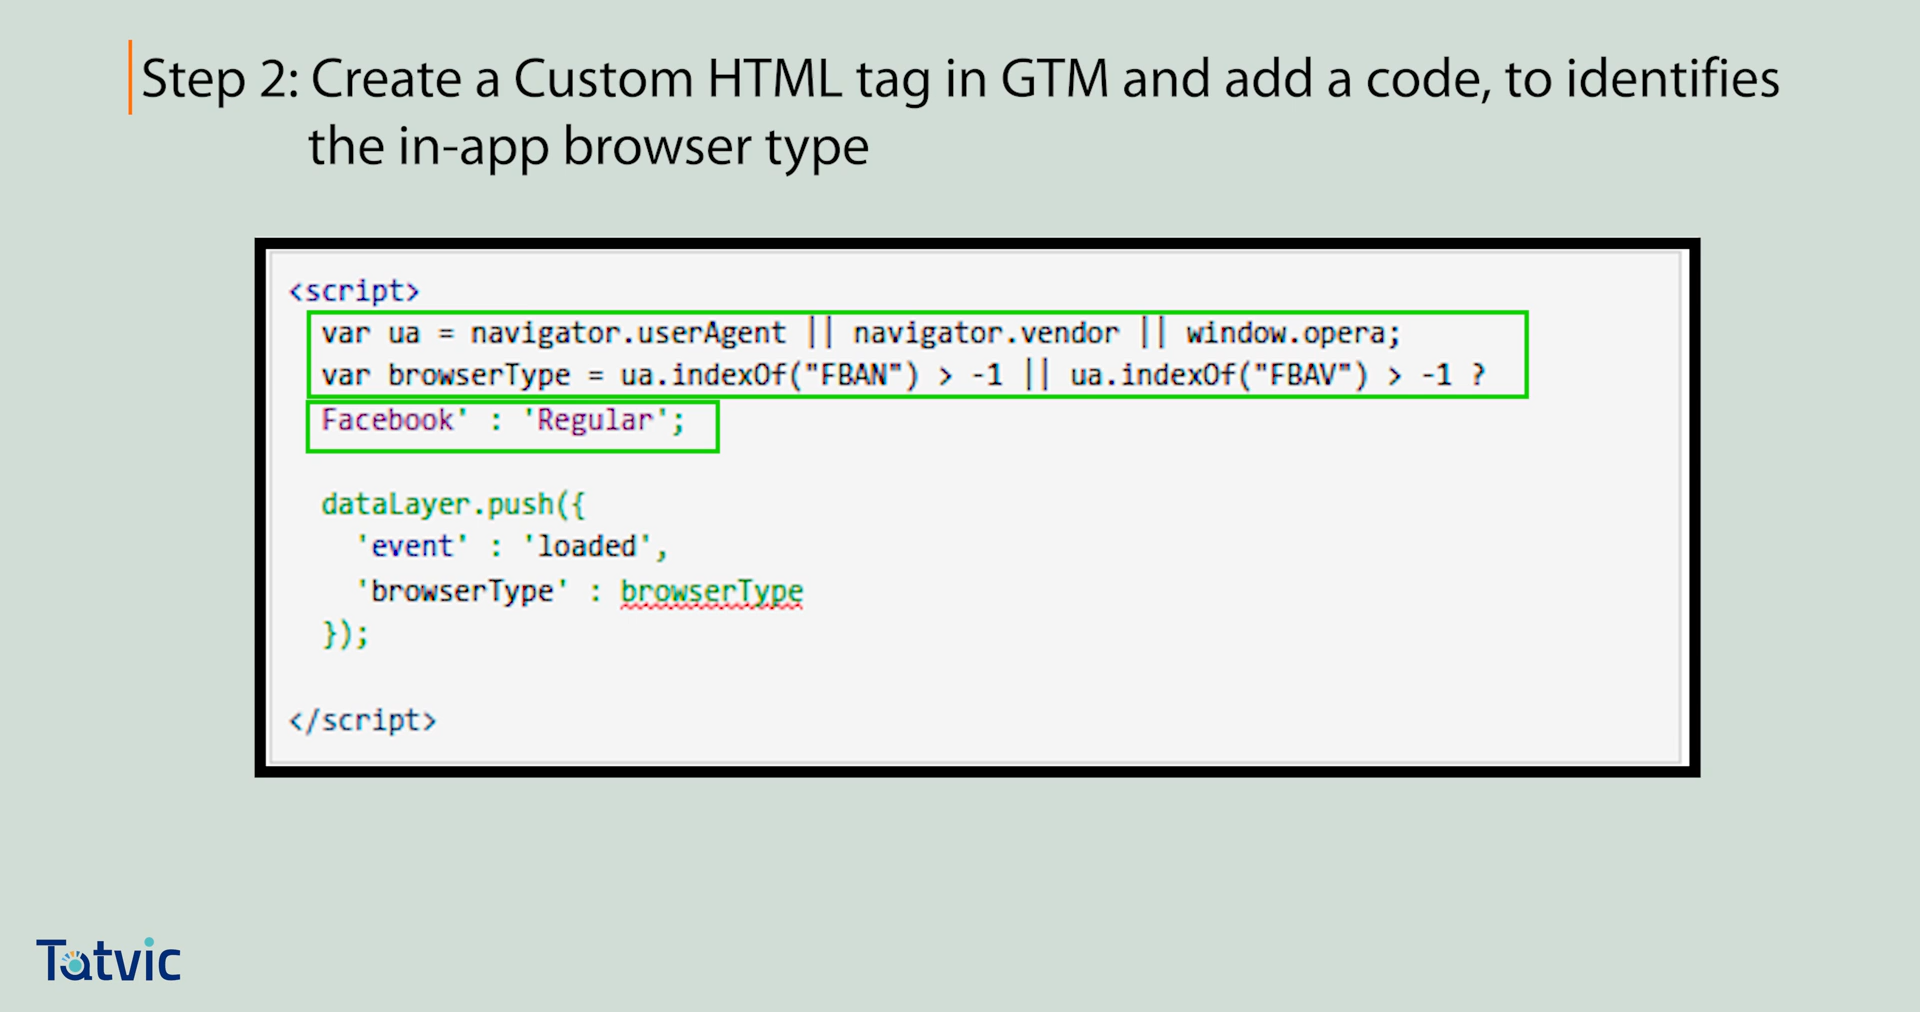 Step 2: Create a Custom HTML tag in GTM and add a code, to identifies
the in-app browser type
<script>
var ua = navigator.userAgent || navigator.vendor || window.opera;
var browserType = ua.indexOf("FBAN") > -1 || ua.indexOf("FBAV") > -1 ?
Facebook' : 'Regular';
dataLayer.push({
'event' : 'loaded',
'browserType' : browserType
});
</script>
Tatvic